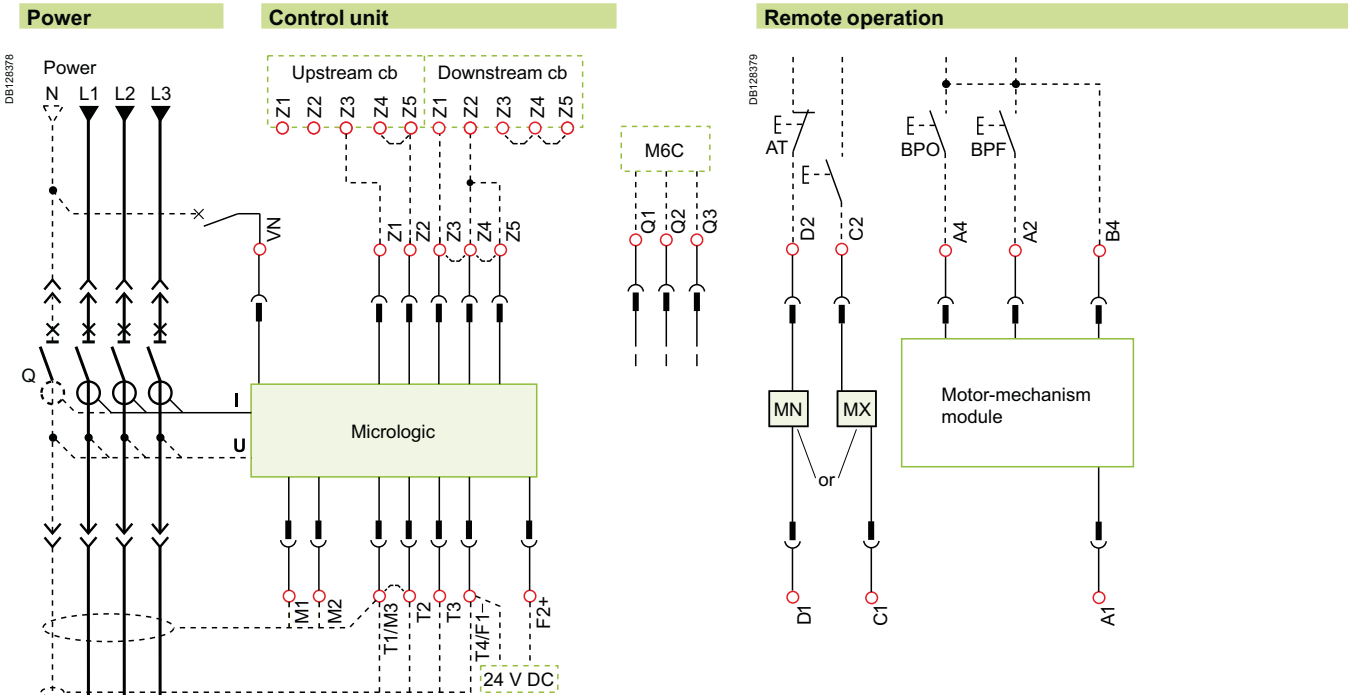 Power
Control unit
Remote operation
DB128378
DB128379
Power
N L1 L2 L3
Upstream cb
Downstream cb
Z1 Z2 Z3 Z4 Z5 Z1 Z2 Z3 Z4 Z5
M6C
AT
BPO
BPF
VN
Z1 Z2 Z3 Z4 Z5
Q1 Q2 Q3
D2 C2
A4 A2 B4
Q
I
U
Micrologic
MN
MX
or
Motor-mechanism
module
M1 M2 T1/M3 T2 T3 T4/F1– F2+
D1 C1
A1
24 V DC